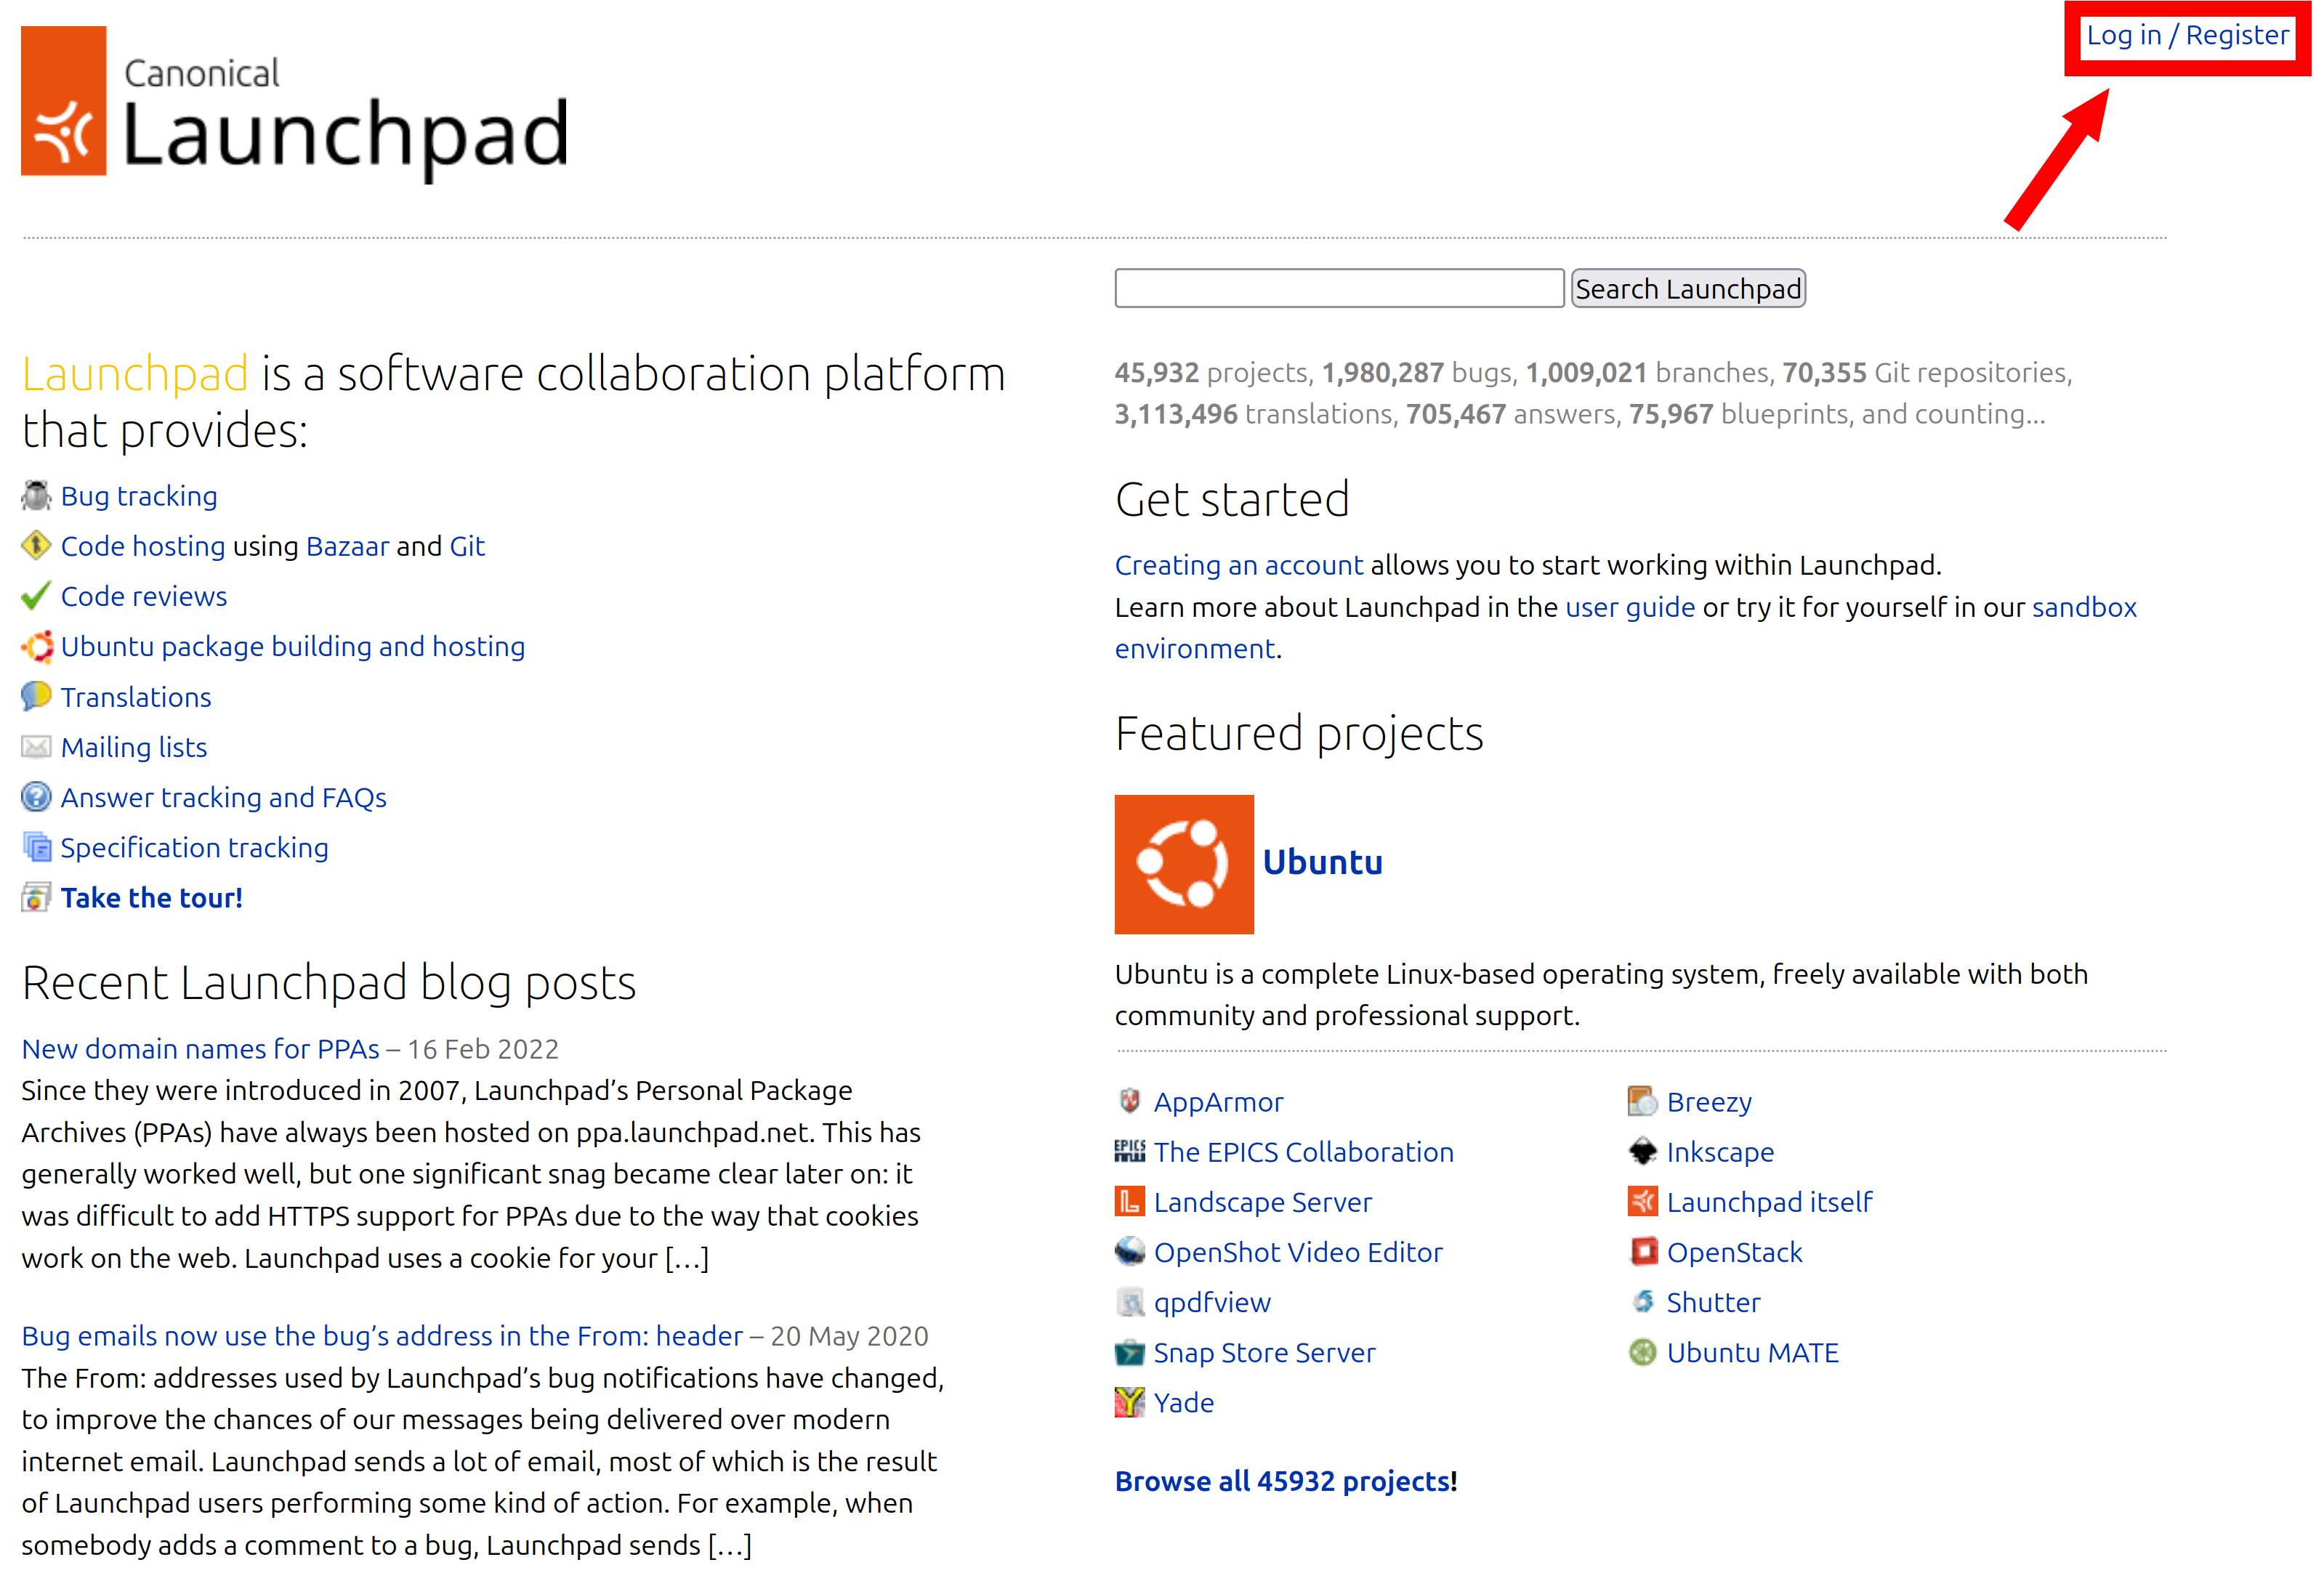 Log in / Register
Canonical
Launchpad
Search Launchpad
Launchpad is a software collaboration platform
that provides:
Bug tracking
Code hosting using Bazaar and Git
Code reviews
Ubuntu package building and hosting
Translations
Mailing lists
Answer tracking and FAQs
Specification tracking
Take the tour!
Recent Launchpad blog posts
New domain names for PPAs – 16 Feb 2022
Since they were introduced in 2007, Launchpad’s Personal Package
Archives (PPAs) have always been hosted on ppa.launchpad.net. This has
generally worked well, but one significant snag became clear later on: it
was difficult to add HTTPS support for PPAs due to the way that cookies
work on the web. Launchpad uses a cookie for your […]
Bug emails now use the bug’s address in the From: header – 20 May 2020
The From: addresses used by Launchpad’s bug notifications have changed,
to improve the chances of our messages being delivered over modern
internet email. Launchpad sends a lot of email, most of which is the result
of Launchpad users performing some kind of action. For example, when
somebody adds a comment to a bug, Launchpad sends […]
45,932 projects, 1,980,287 bugs, 1,009,021 branches, 70,355 Git repositories,
3,113,496 translations, 705,467 answers, 75,967 blueprints, and counting...
Get started
Creating an account allows you to start working within Launchpad.
Learn more about Launchpad in the user guide or try it for yourself in our sandbox
environment.
Featured projects
Ubuntu
Ubuntu is a complete Linux-based operating system, freely available with both
community and professional support.
AppArmor
EPICS The EPICS Collaboration
Landscape Server
OpenShot Video Editor
qpdfview
Snap Store Server
Yade
Breezy
Inkscape
Launchpad itself
OpenStack
Shutter
Ubuntu MATE
Browse all 45932 projects!